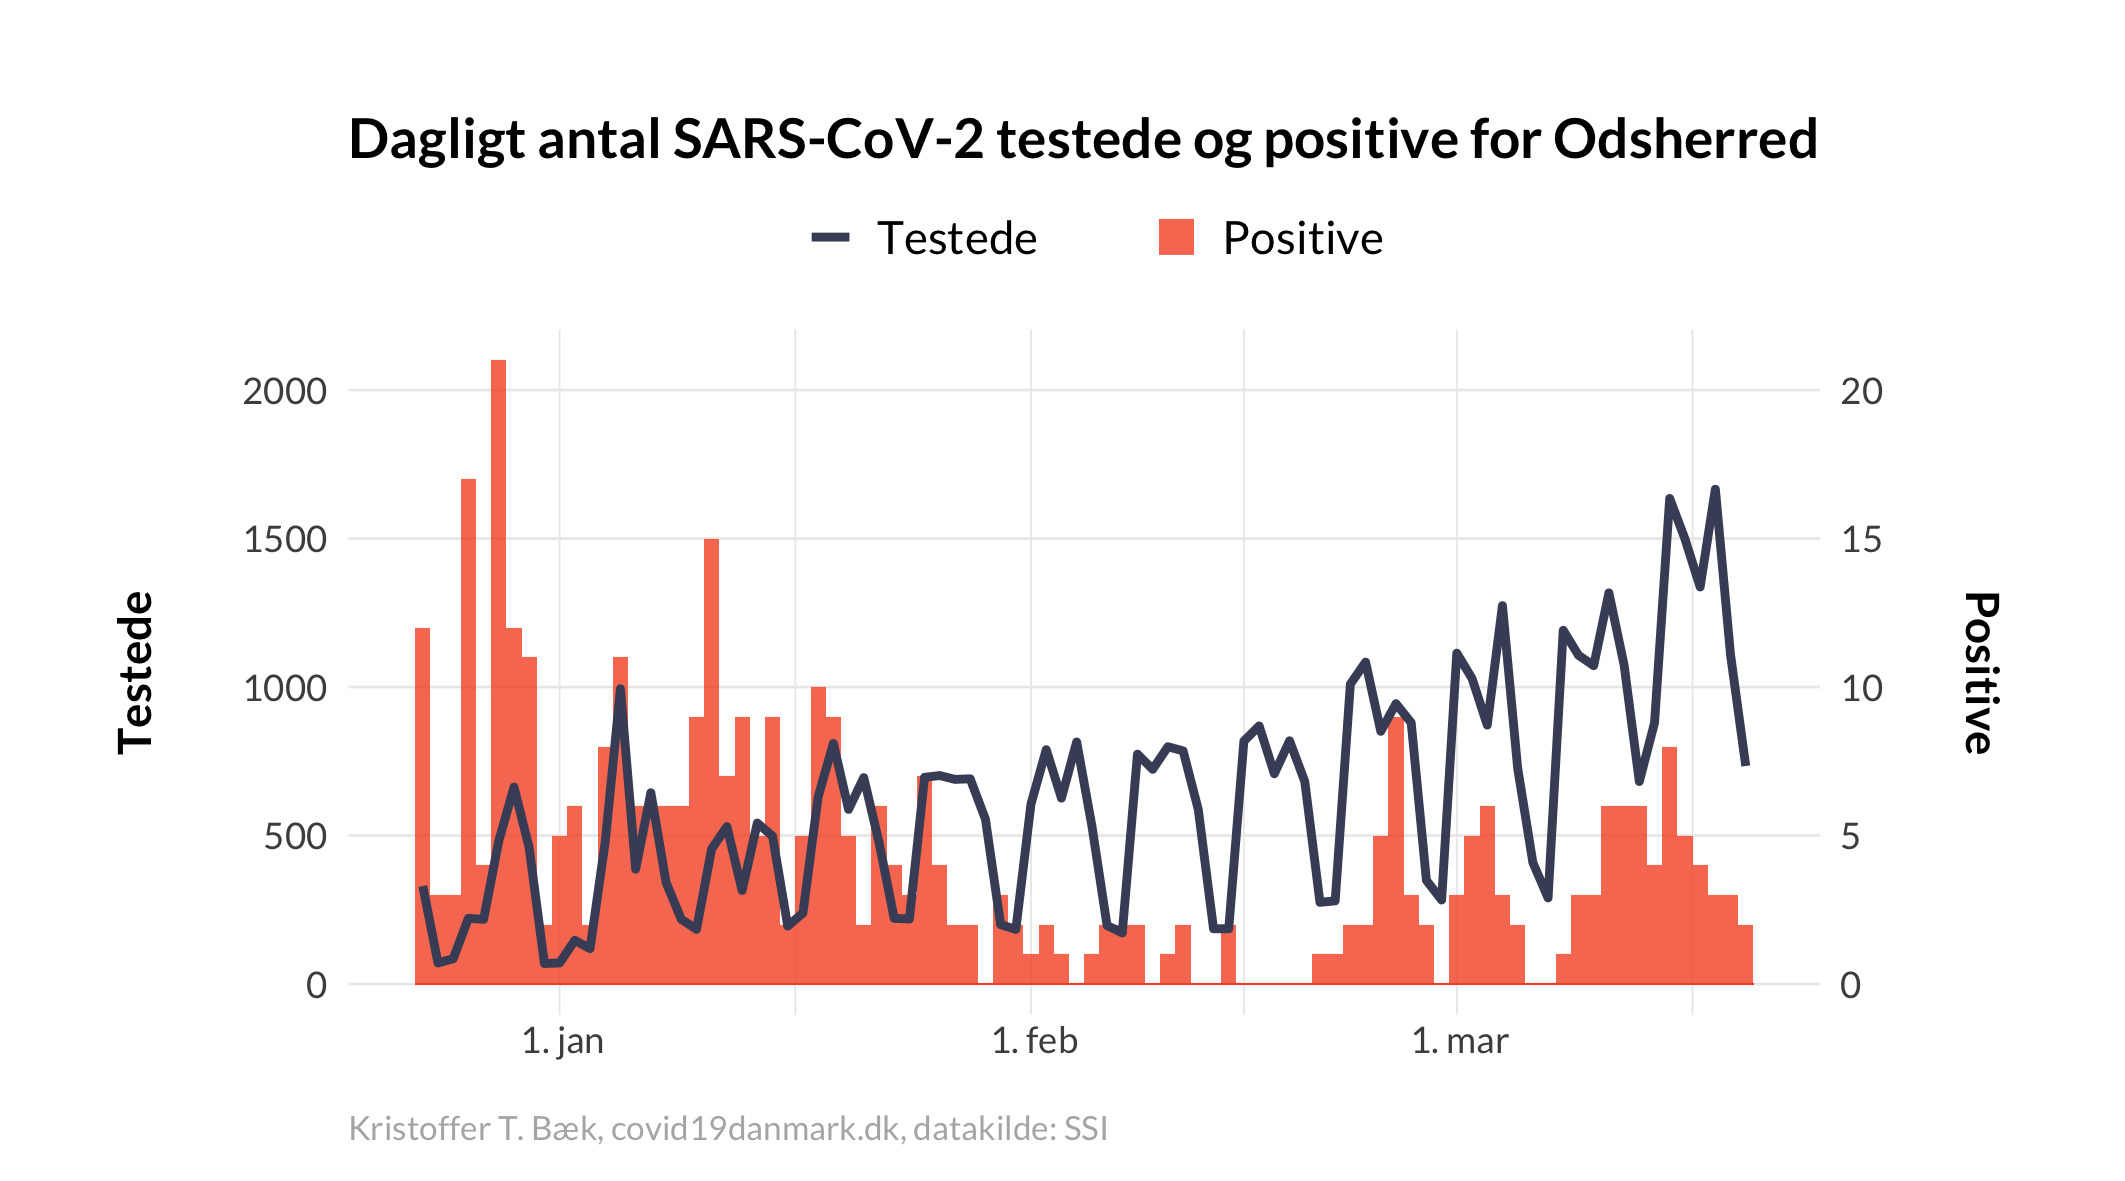 Dagligt antal SARS-CoV-2 testede og positive for Odsherred
Testede
Positive
2000
1500
1000
500
0
Testede
20
15
10
5
0
Positive
1. jan
1. feb
1. mar
Kristoffer T. Bæk, covid19danmark.dk, datakilde: SSI